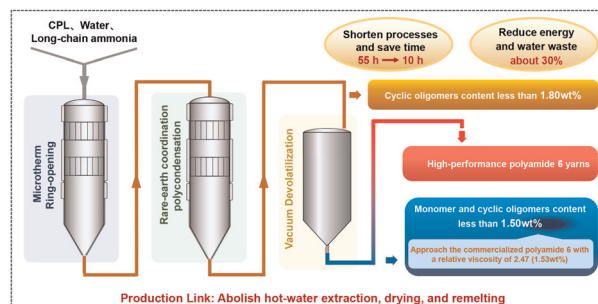 CPL, Water、
Long-chain ammonia
Shorten processes
and save time
55 h → 10 h
Reduce energy
and water waste
about 30%
Microtherm
Ring-opening
Rare-earth coordination
polycondensation
Vacuum Devolatilization
Cyclic oligomers content less than 1.80wt%
High-performance polyamide 6 yarns
Monomer and cyclic oligomers content
less than 1.50wt%
Approach the commercialized polyamide 6 with
a relative viscosity of 2.47 (1.53wt%)
Production Link: Abolish hot-water extraction, drying, and remelting